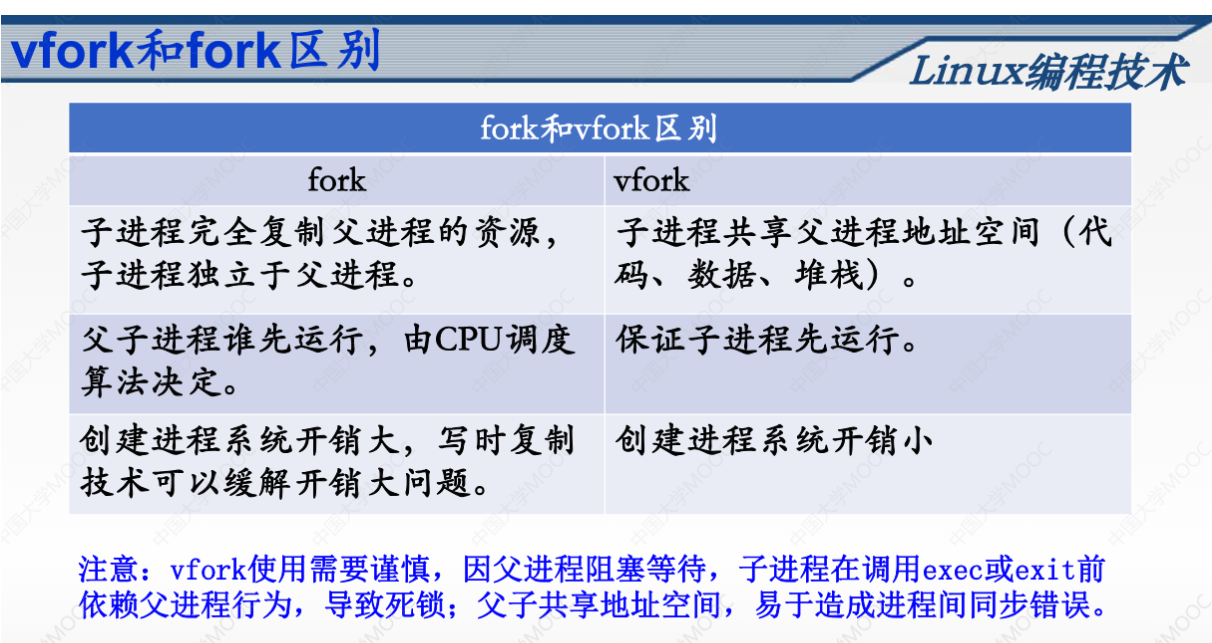 vfork和fork区别
Linux编程技术
fork和vfork区别
fork
vfork
子进程完全复制父进程的资源，
子进程独立于父进程。
子进程共享父进程地址空间（代
码、数据、堆栈）。
父子进程谁先运行，由CPU调度
算法决定。
保证子进程先运行。
创建进程系统开销大，写时复制
技术可以缓解开销大问题。
创建进程系统开销小
注意：vfork使用需要谨慎，因父进程阻塞等待，子进程在调用exec或exit前
依赖父进程行为，导致死锁；父子共享地址空间，易于造成进程间同步错误。
中国大学MOOC